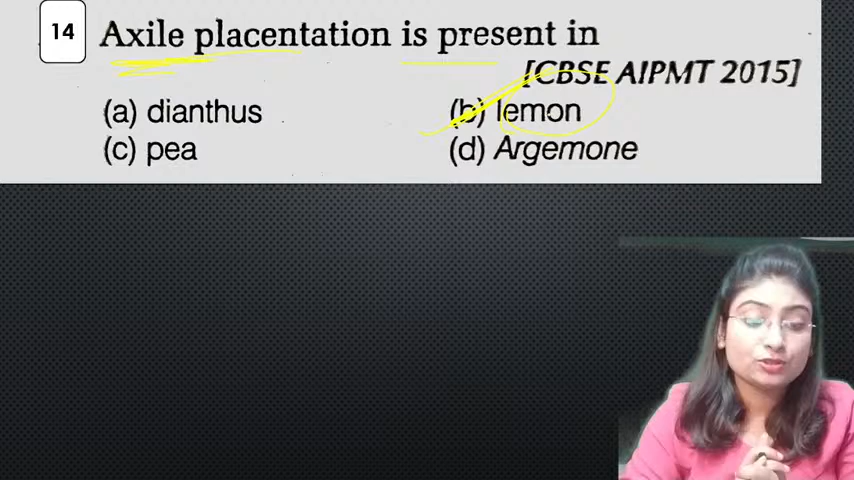 14 Axile placentation is present in
[CBSE AIPMT 2015]
(a) dianthus (b) lemon
(c) pea (d) Argemone